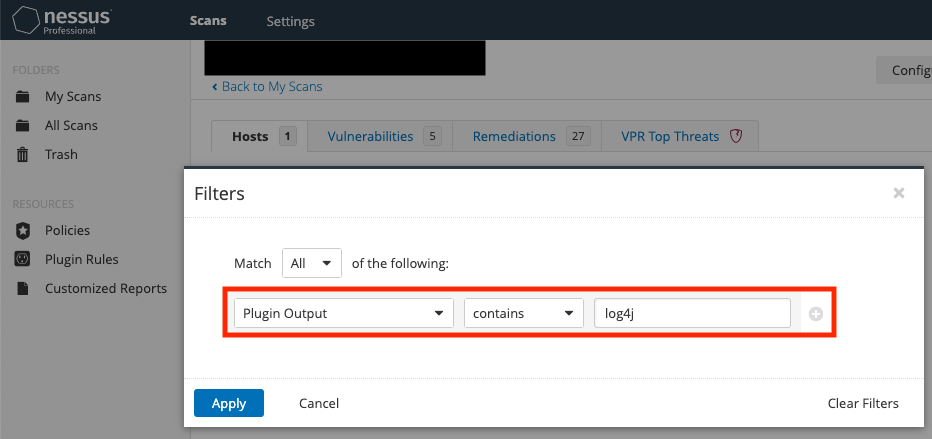 nessus
Professional
Scans Settings
FOLDERS
My Scans
All Scans
Trash
RESOURCES
Policies
Plugin Rules
Customized Reports
‹ Back to My Scans
Hosts 1 Vulnerabilities 5 Remediations 27 VPR Top Threats
Filters ×
Match All of the following:
Plugin Output contains log4j
Apply Cancel Clear Filters